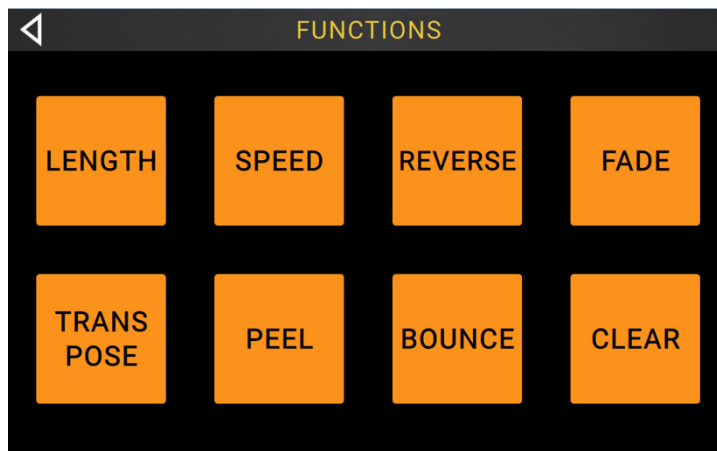 FUNCTIONS
LENGTH
SPEED
REVERSE
FADE
TRANS
POSE
PEEL
BOUNCE
CLEAR